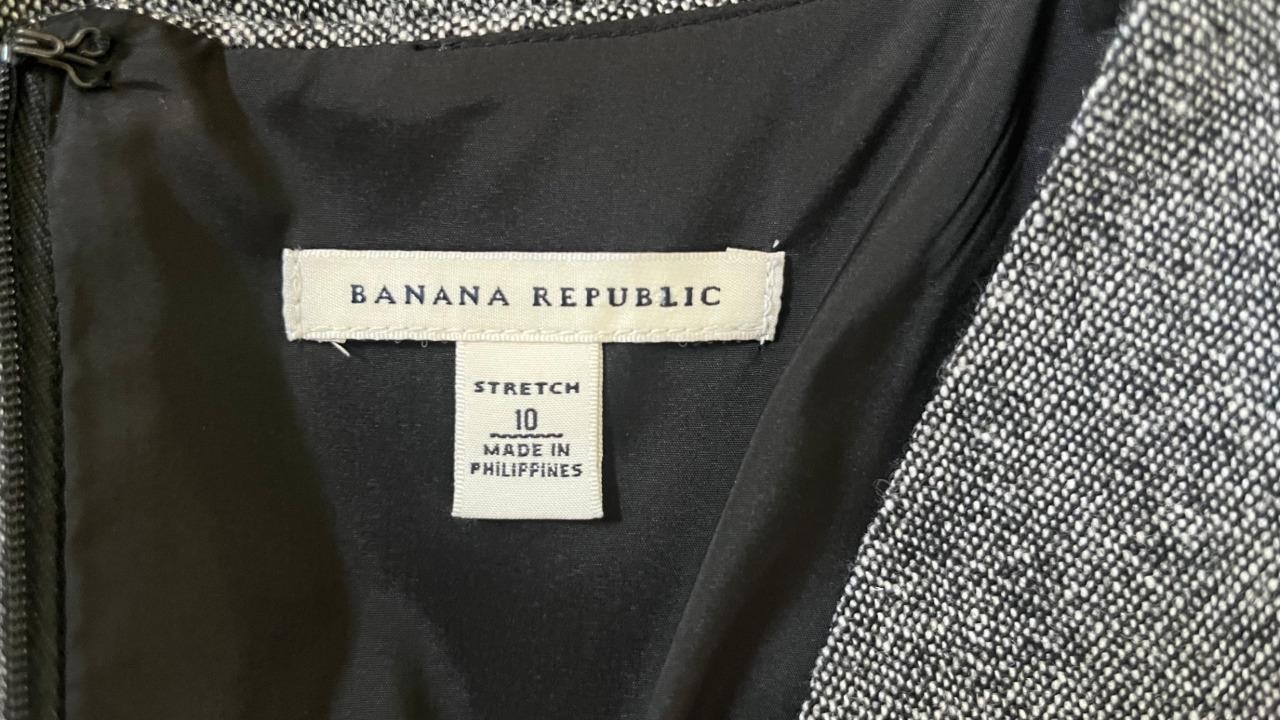 BANANA REPUBLIC
STRETCH
10
MADE IN
PHILIPPINES